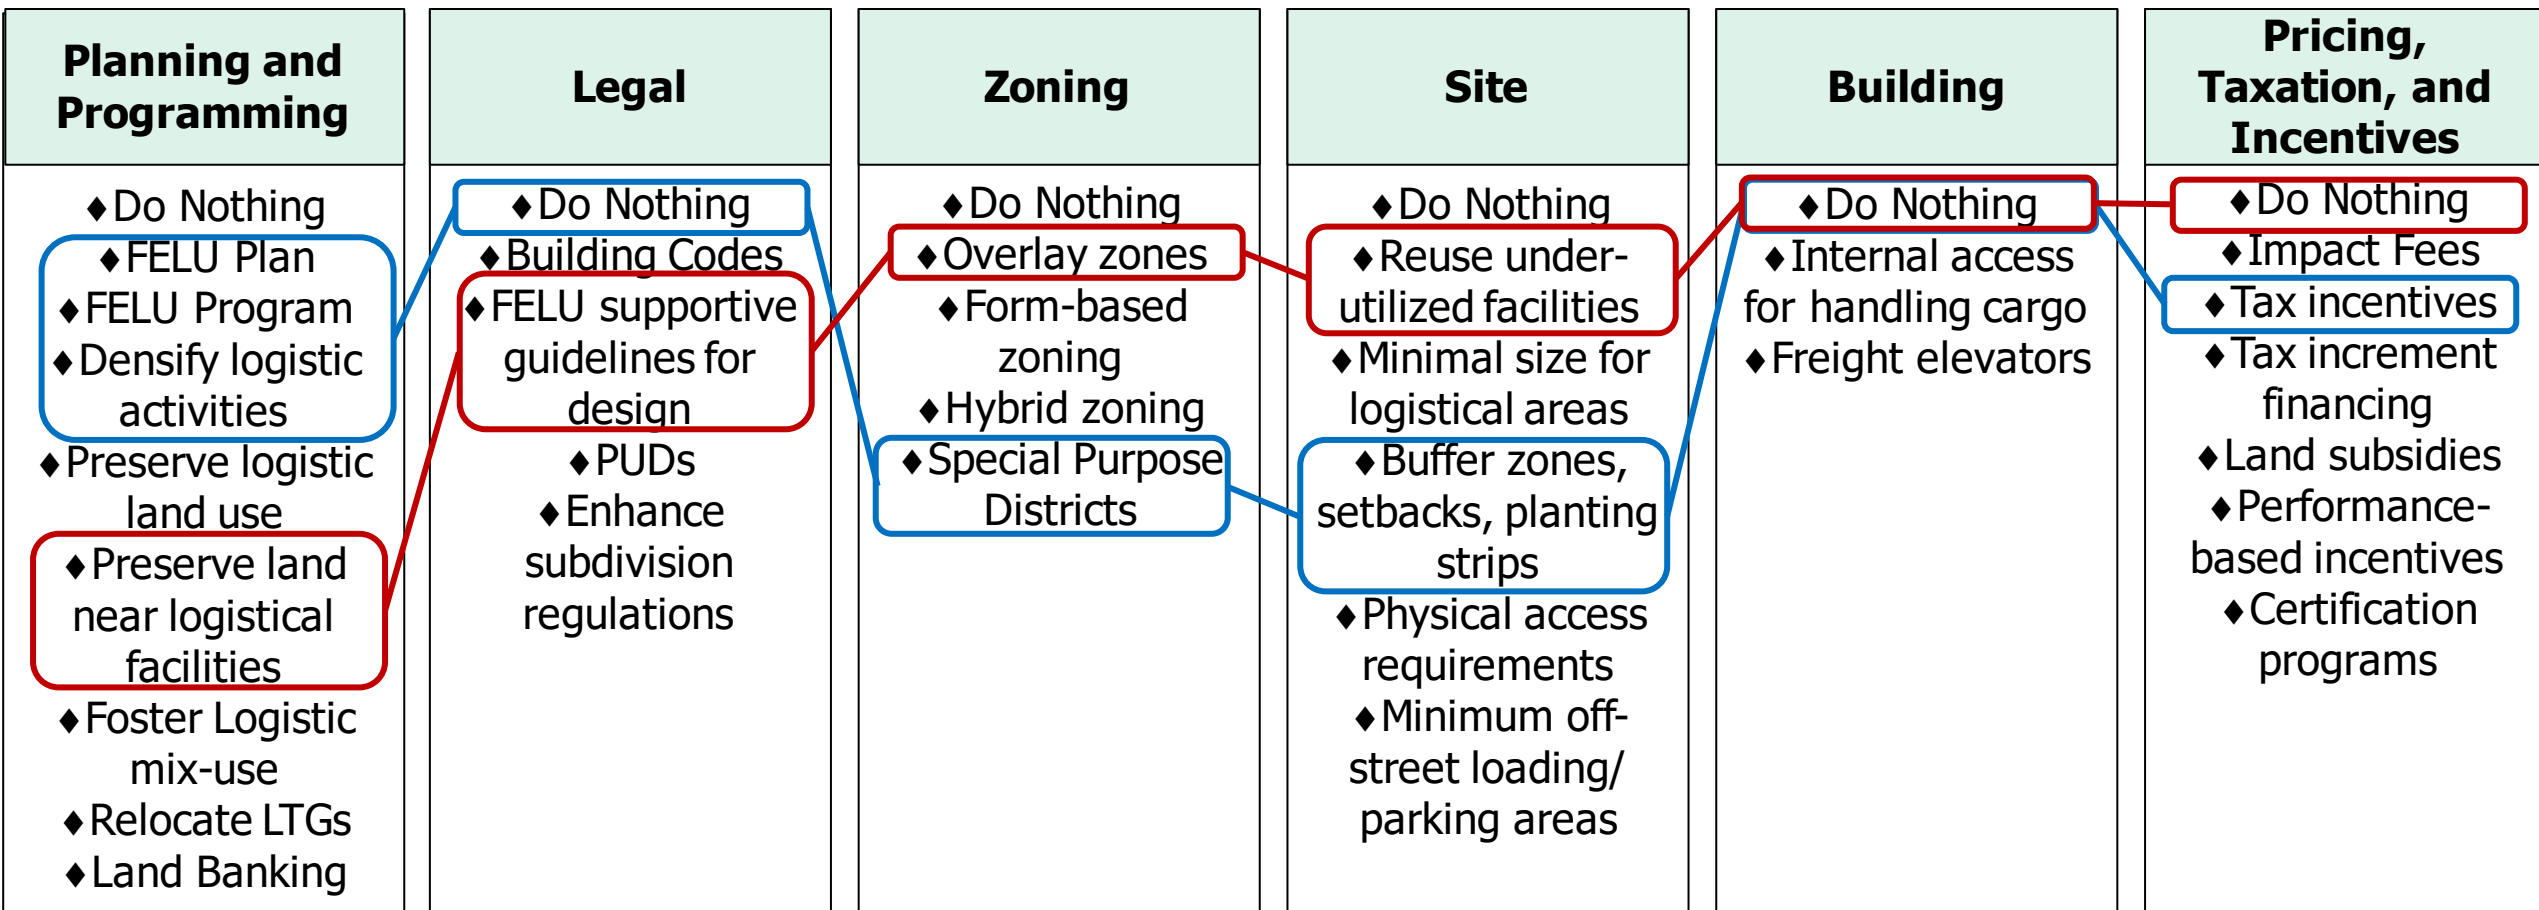 Planning and
Programming
♦Do Nothing
♦FELU Plan
♦FELU Program
♦Densify logistic
activities
♦Preserve logistic
land use
♦Preserve land
near logistical
facilities
♦Foster Logistic
mix-use
♦Relocate LTGs
♦Land Banking
Legal
♦Do Nothing
♦Building Codes
♦FELU supportive
guidelines for
design
♦PUDs
♦Enhance
subdivision
regulations
Zoning
♦Do Nothing
♦Overlay zones
♦Form-based
zoning
♦Hybrid zoning
♦Special Purpose
Districts
Site
♦Do Nothing
♦Reuse under-
utilized facilities
♦Minimal size for
logistical areas
♦Buffer zones,
setbacks, planting
strips
♦Physical access
requirements
♦Minimum off-
street loading/
parking areas
Building
♦Do Nothing
♦Internal access
for handling cargo
♦Freight elevators
Pricing,
Taxation, and
Incentives
♦Do Nothing
♦Impact Fees
♦Tax incentives
♦Tax increment
financing
♦Land subsidies
♦Performance-
based incentives
♦Certification
programs